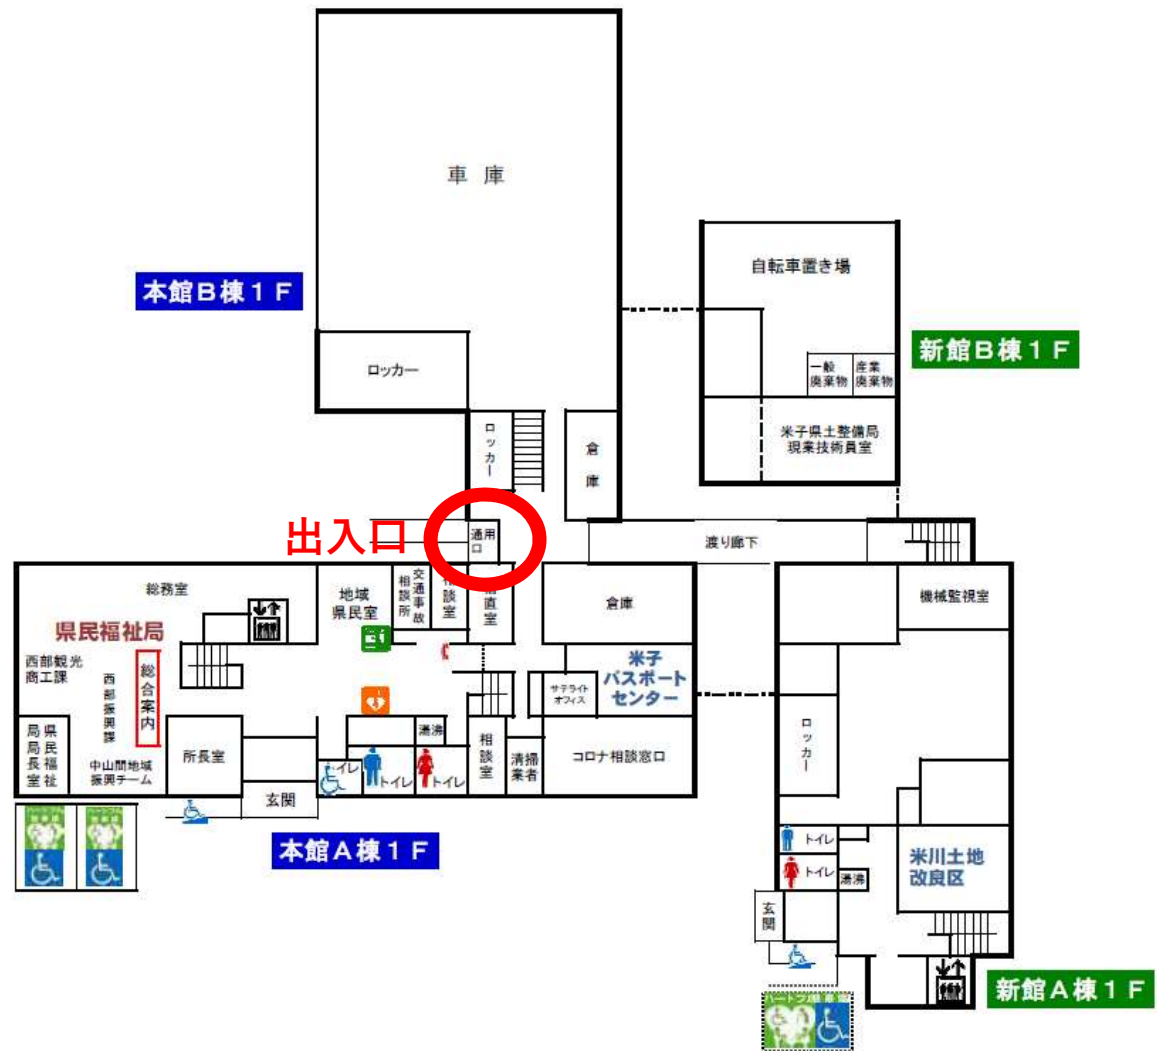 車庫
本館B棟1F
自転車置き場
新館B棟1F
一般
廃棄物
産業
廃棄物
ロッカー
米子県土整備局
現業技術員室
ロッカー
倉庫
出入口
通用
口
渡り廊下
総務室
地域
県民室
交通事故
相談所
相談室
宿直室
倉庫
機械監視室
県民福祉局
西部観光
商工課
西部振興課
総合案内
米子
パスポート
センター
サテライト
オフィス
ロッカー
県民福祉
局長室
局
中山間地域
振興チーム
所長室
湯沸
トイレ
トイレ
トイレ
相談室
清掃
業者
コロナ相談窓口
玄関
本館A棟1F
トイレ
トイレ
湯沸
米川土地
改良区
玄関
新館A棟1F